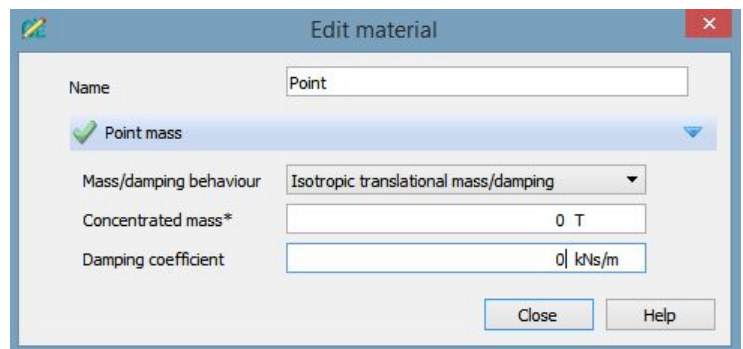 Edit material
Name Point
Point mass
Mass/damping behaviour Isotropic translational mass/damping
Concentrated mass* 0 T
Damping coefficient 0 kNs/m
Close Help